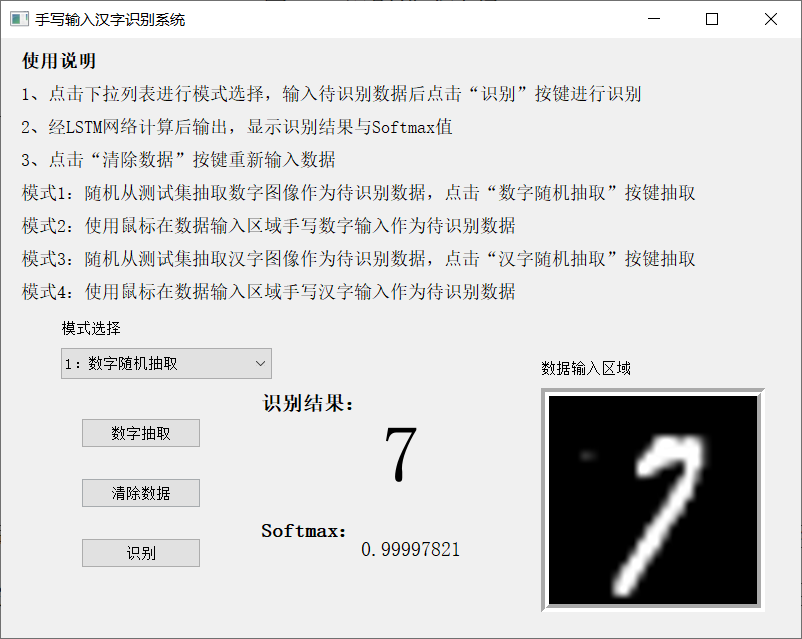 手写输入汉字识别系统
使用说明
1、点击下拉列表进行模式选择，输入待识别数据后点击“识别”按键进行识别
2、经LSTM网络计算后输出，显示识别结果与Softmax值
3、点击“清除数据”按键重新输入数据
模式1：随机从测试集抽取数字图像作为待识别数据，点击“数字随机抽取”按键抽取
模式2：使用鼠标在数据输入区域手写数字输入作为待识别数据
模式3：随机从测试集抽取汉字图像作为待识别数据，点击“汉字随机抽取”按键抽取
模式4：使用鼠标在数据输入区域手写汉字输入作为待识别数据
模式选择
1：数字随机抽取
数字抽取
清除数据
识别
识别结果：
7
Softmax：
0.99997821
数据输入区域
7